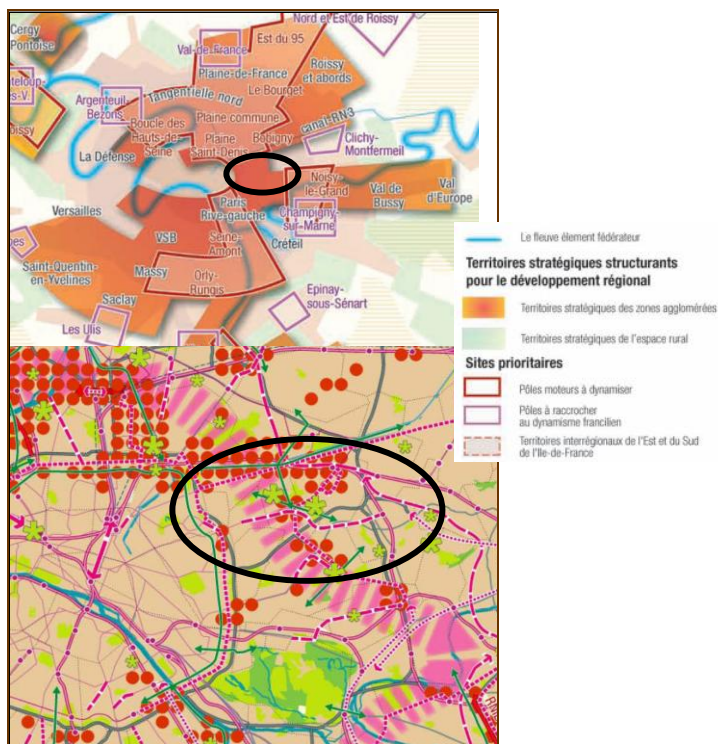 Cergy
Pontoise
Nord et Est de Roissy
Est du 95
Val-de-France
Roissy
et abords
Plaine-de-France
Le Bourget
teloup-
s-V.
Argenteuil-
Bezons
Tangentielle nord
Plaine commune
canal-RN3
Boucle des
Hauts-de-
Seine
Plaine
Saint-Denis
Bobigny
Clichy-
Montfermeil
La Défense
Noisy-
le-Grand
Val de
Bussy
Val
d'Europe
Paris
Rive-gauche
Champigny-
sur-Marne
Versailles
VSB
Seine-
Amont
Créteil
Saint-Quentin-
en-Yvelines
Massy
Orly-
Rungis
Saclay
Epinay-
sous-Sénart
Les Ulis
Le fleuve élement fédérateur
Territoires stratégiques structurants
pour le développement régional
Territoires stratégiques des zones agglomérées
Territoires stratégiques de l'espace rural
Sites prioritaires
Pôles moteurs à dynamiser
Pôles à raccrocher
au dynamisme francilien
Territoires interrégionaux de l'Est et du Sud
de l'Ile-de-France